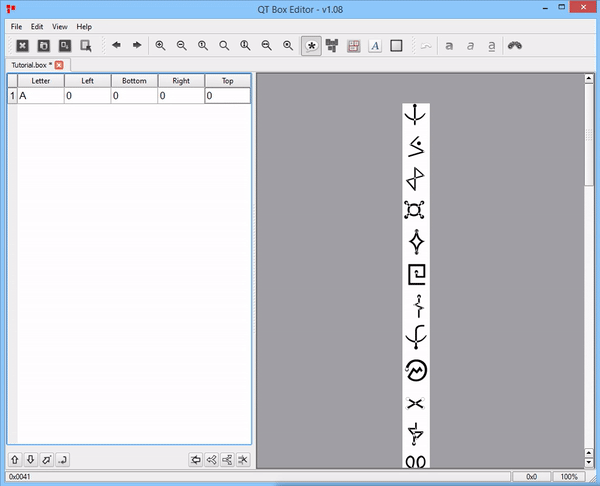 QT Box Editor - v1.08
File Edit View Help
Tutorial.box *
Letter Left Bottom Right Top
1 A 0 0 0 0
0x0041 0x0 100%